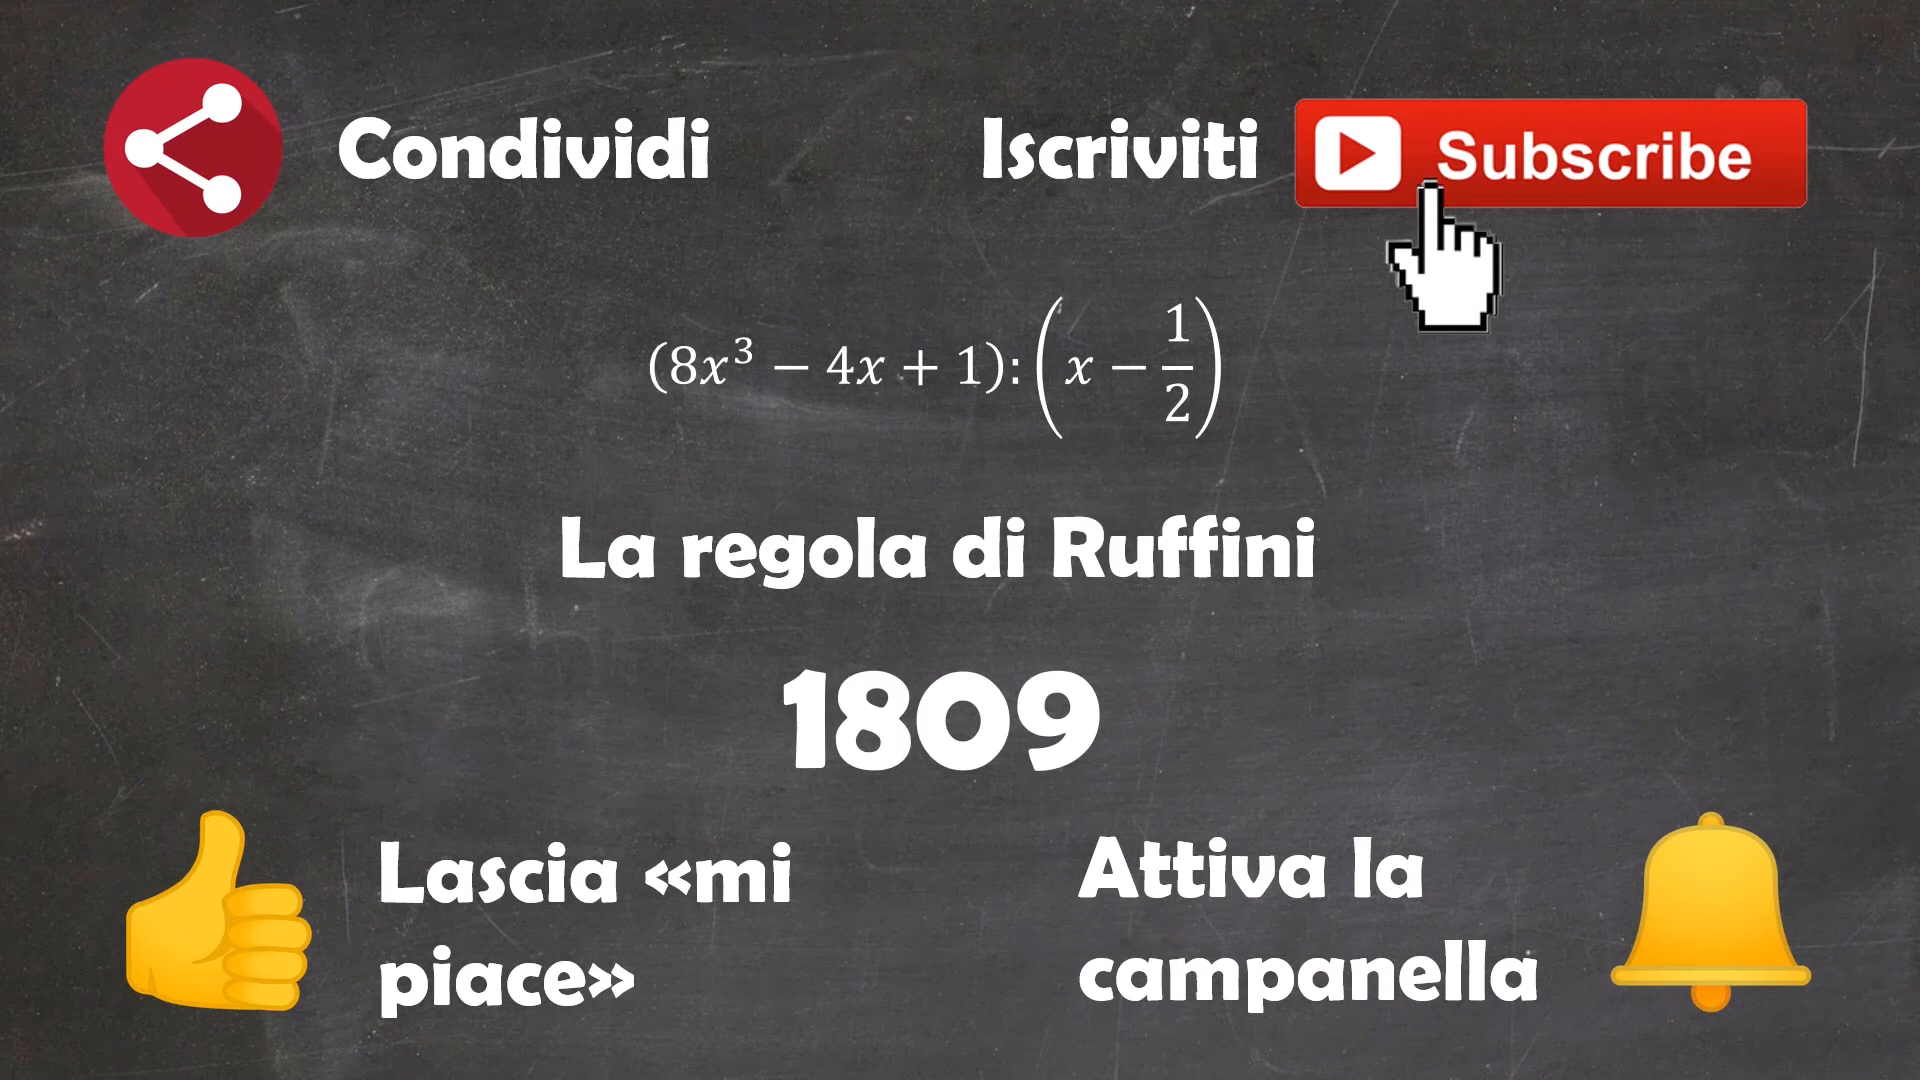 Condividi
Iscriviti
Subscribe
(8x³ − 4x + 1):(x − 1/2)
La regola di Ruffini
1809
Lascia «mi
piace»
Attiva la
campanella